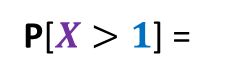 P[X > 1] =